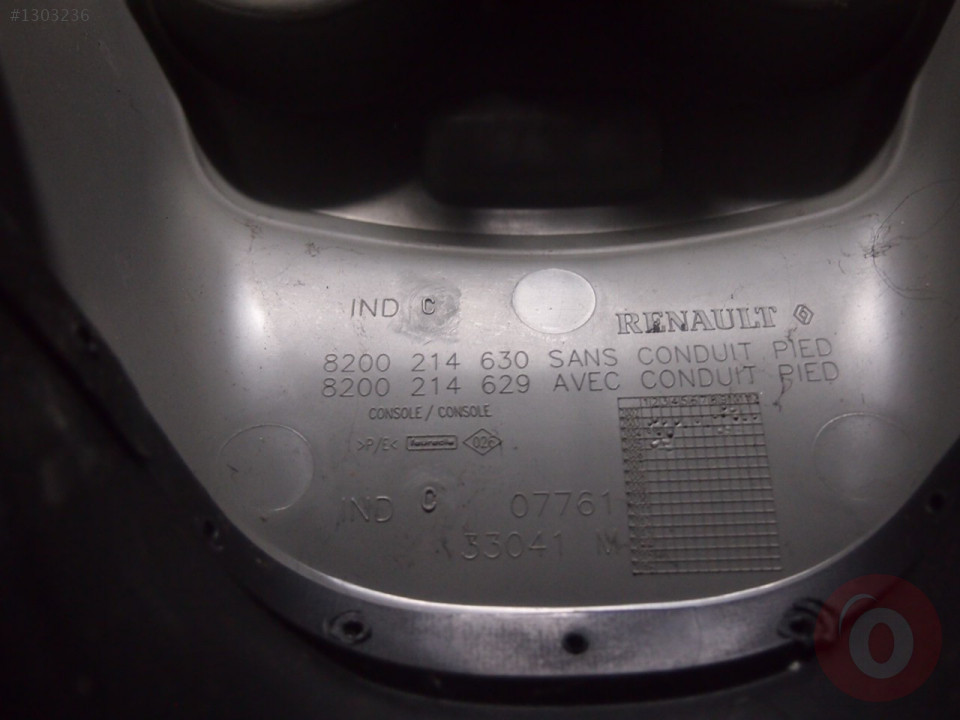 #1303236
IND C
RENAULT
8200 214 630 SANS CONDUIT PIED
8200 214 629 AVEC CONDUIT PIED
CONSOLE / CONSOLE
>P/E<
IND C 07761
33041 M
O